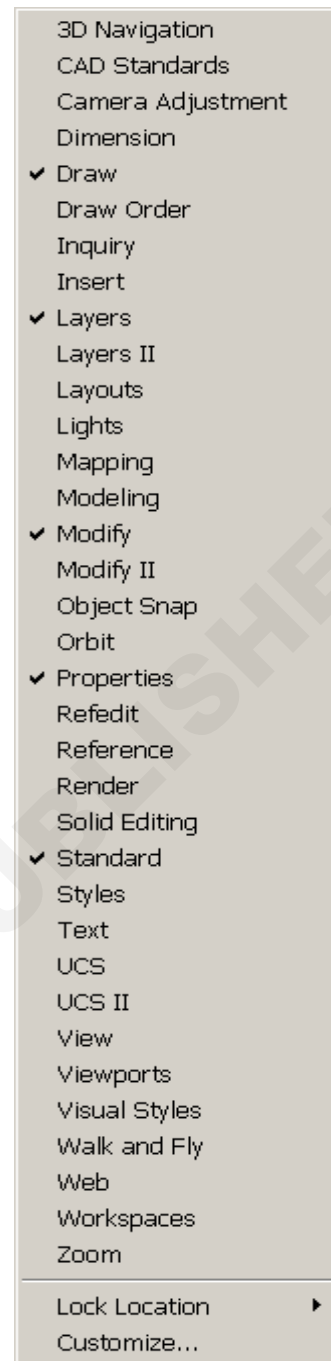 3D Navigation
CAD Standards
Camera Adjustment
Dimension
Draw
Draw Order
Inquiry
Insert
Layers
Layers II
Layouts
Lights
Mapping
Modeling
Modify
Modify II
Object Snap
Orbit
Properties
Refedit
Reference
Render
Solid Editing
Standard
Styles
Text
UCS
UCS II
View
Viewports
Visual Styles
Walk and Fly
Web
Workspaces
Zoom
Lock Location
Customize...